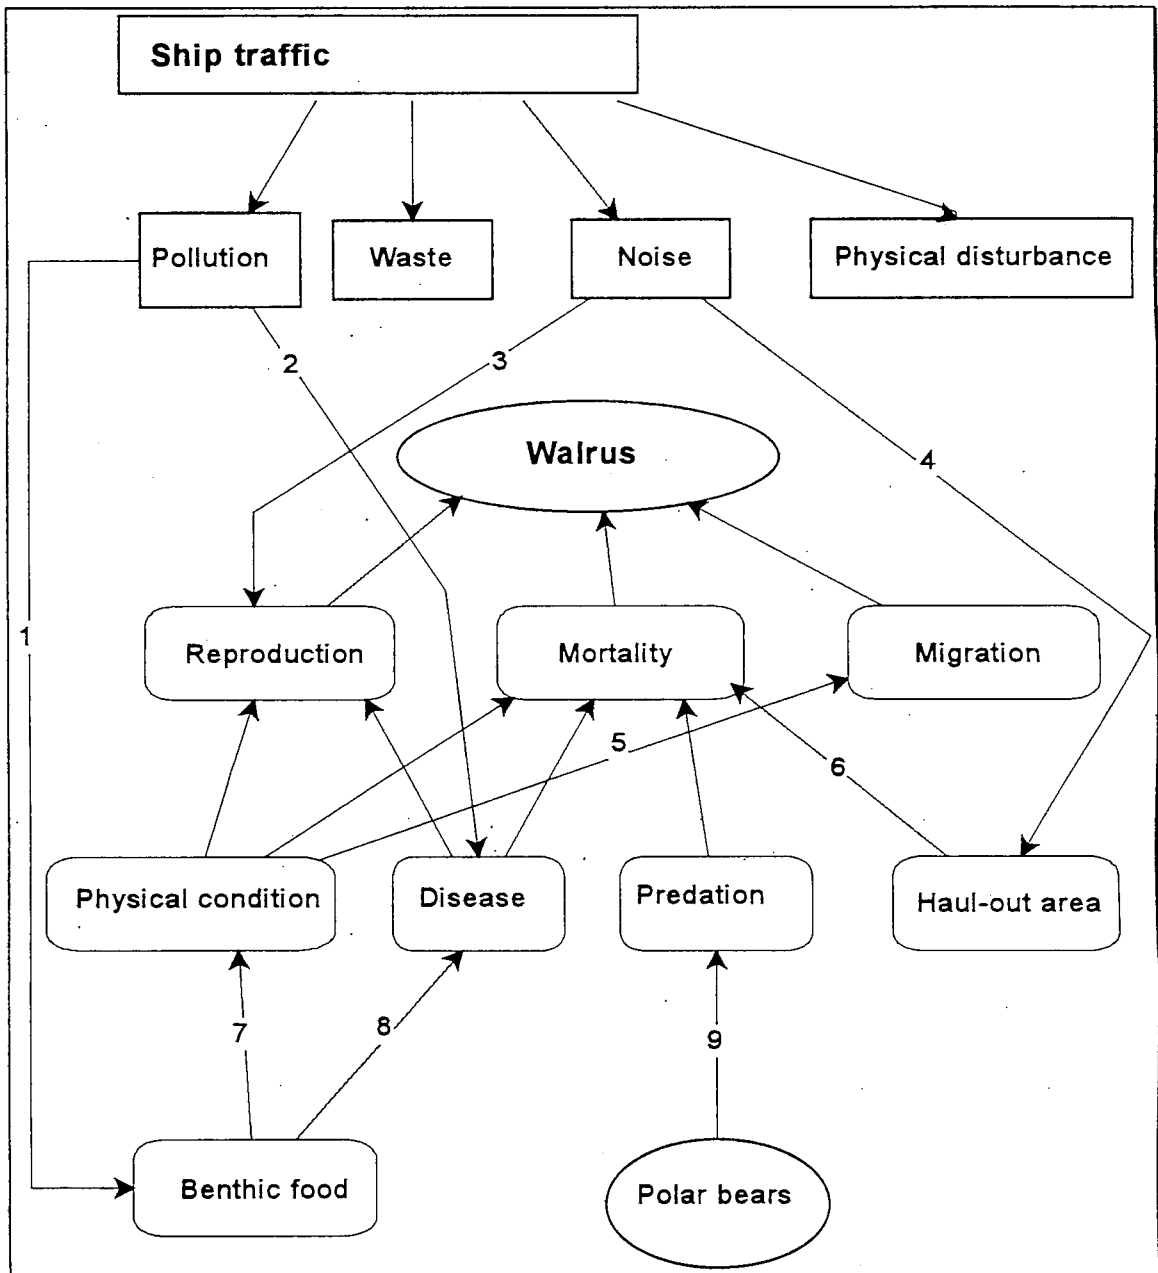 Ship traffic
Pollution
Waste
Noise
Physical disturbance
2
3
Walrus
4
1
Reproduction
Mortality
Migration
5
6
Physical condition
Disease
Predation
Haul-out area
7
8
9
Benthic food
Polar bears